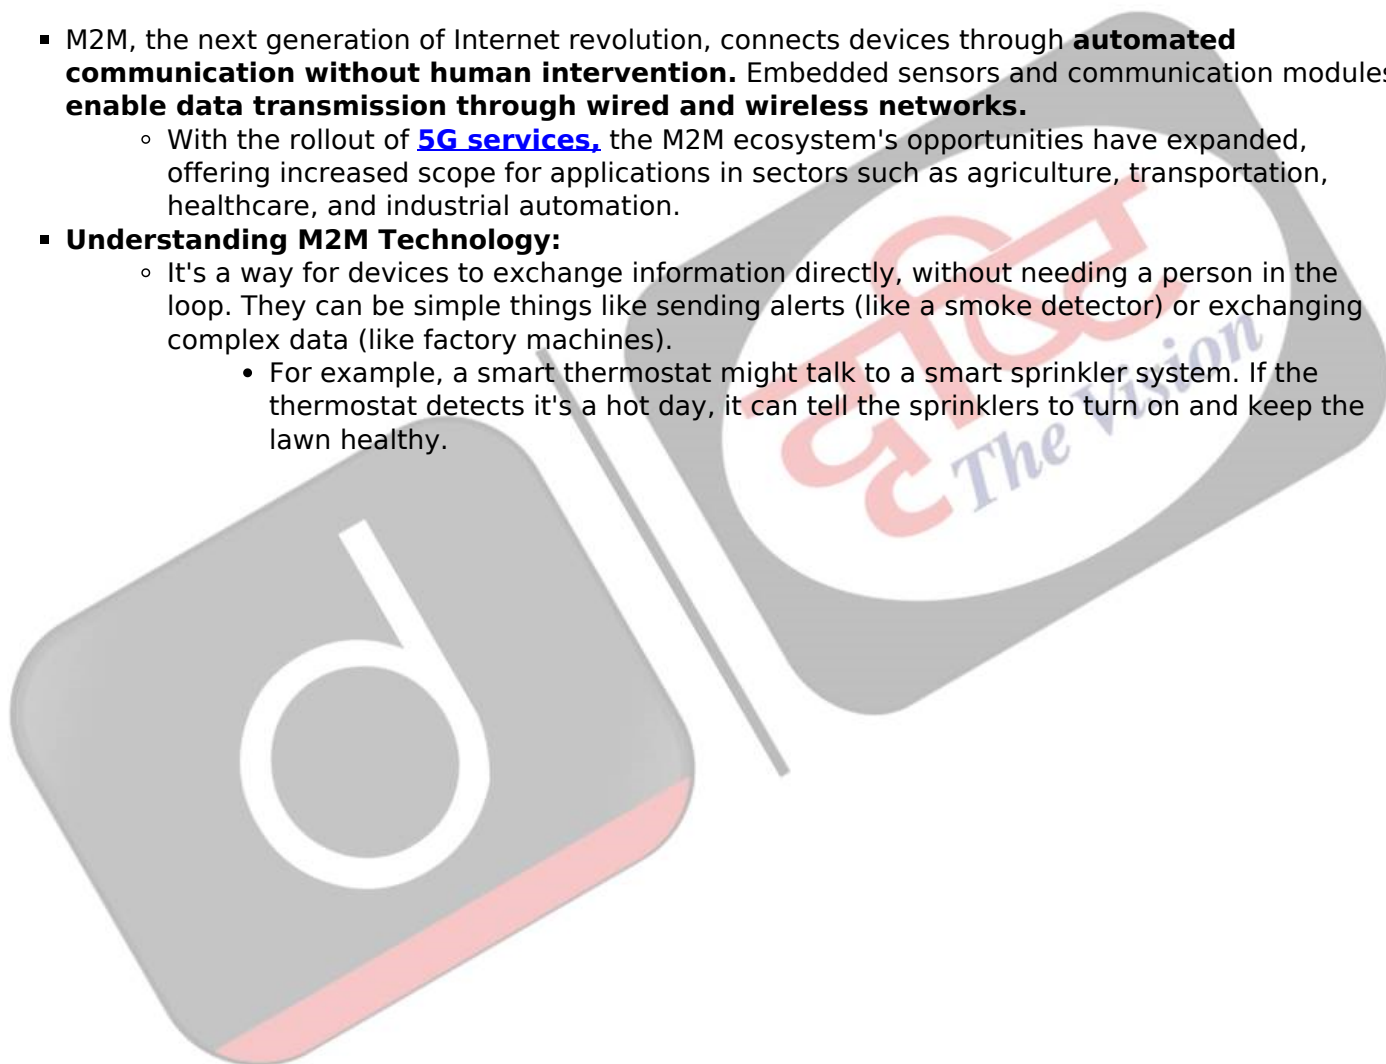 M2M, the next generation of Internet revolution, connects devices through automated
communication without human intervention. Embedded sensors and communication modules
enable data transmission through wired and wireless networks.
With the rollout of 5G services, the M2M ecosystem's opportunities have expanded,
offering increased scope for applications in sectors such as agriculture, transportation,
healthcare, and industrial automation.
Understanding M2M Technology:
It's a way for devices to exchange information directly, without needing a person in the
loop. They can be simple things like sending alerts (like a smoke detector) or exchanging
complex data (like factory machines).
For example, a smart thermostat might talk to a smart sprinkler system. If the
thermostat detects it's a hot day, it can tell the sprinklers to turn on and keep the
lawn healthy.
दृष्टि
The Vision
d